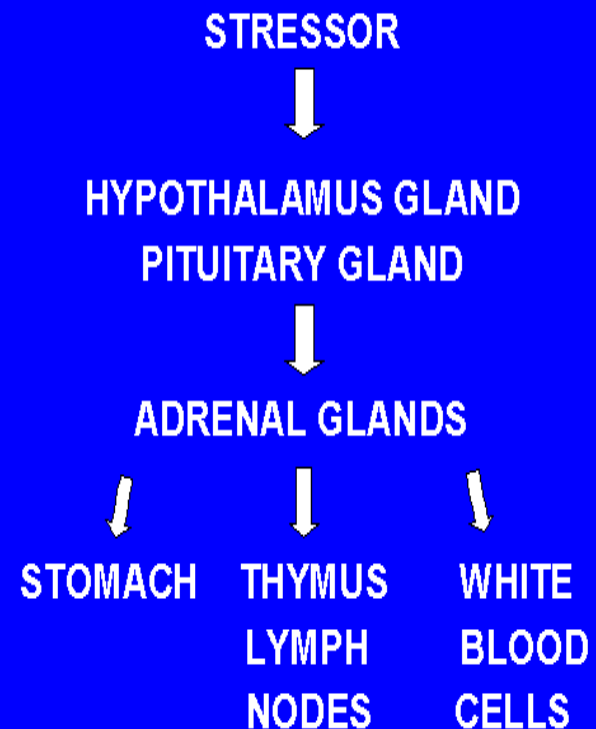 STRESSOR
HYPOTHALAMUS GLAND
PITUITARY GLAND
ADRENAL GLANDS
STOMACH THYMUS WHITE
LYMPH BLOOD
NODES CELLS